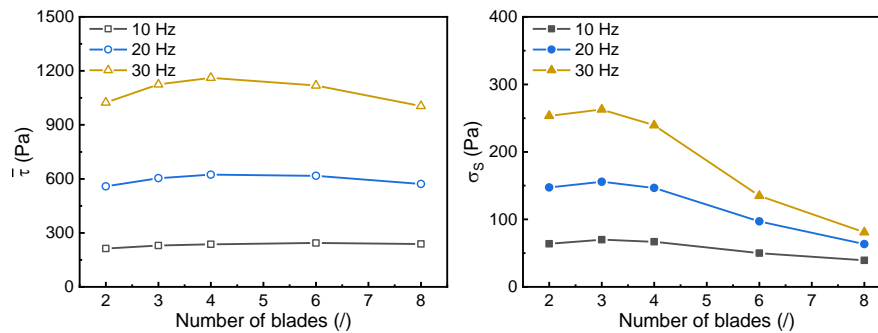 1500
1200
900
600
300
0
τ̄ (Pa)
10 Hz
20 Hz
30 Hz
2 3 4 5 6 7 8
Number of blades (/)
400
300
200
100
0
σS (Pa)
10 Hz
20 Hz
30 Hz
2 3 4 5 6 7 8
Number of blades (/)